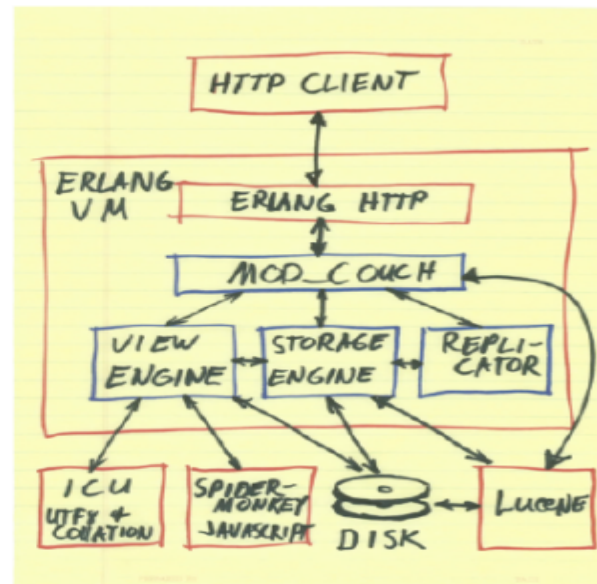 HTTP CLIENT
ERLANG
VM
ERLANG HTTP
MOD_COUCH
VIEW
ENGINE
STORAGE
ENGINE
REPLI-
CATOR
ICU
UTFY &
COLLATION
SPIDER-
MONKEY
JAVASCRIPT
DISK
LUCENE